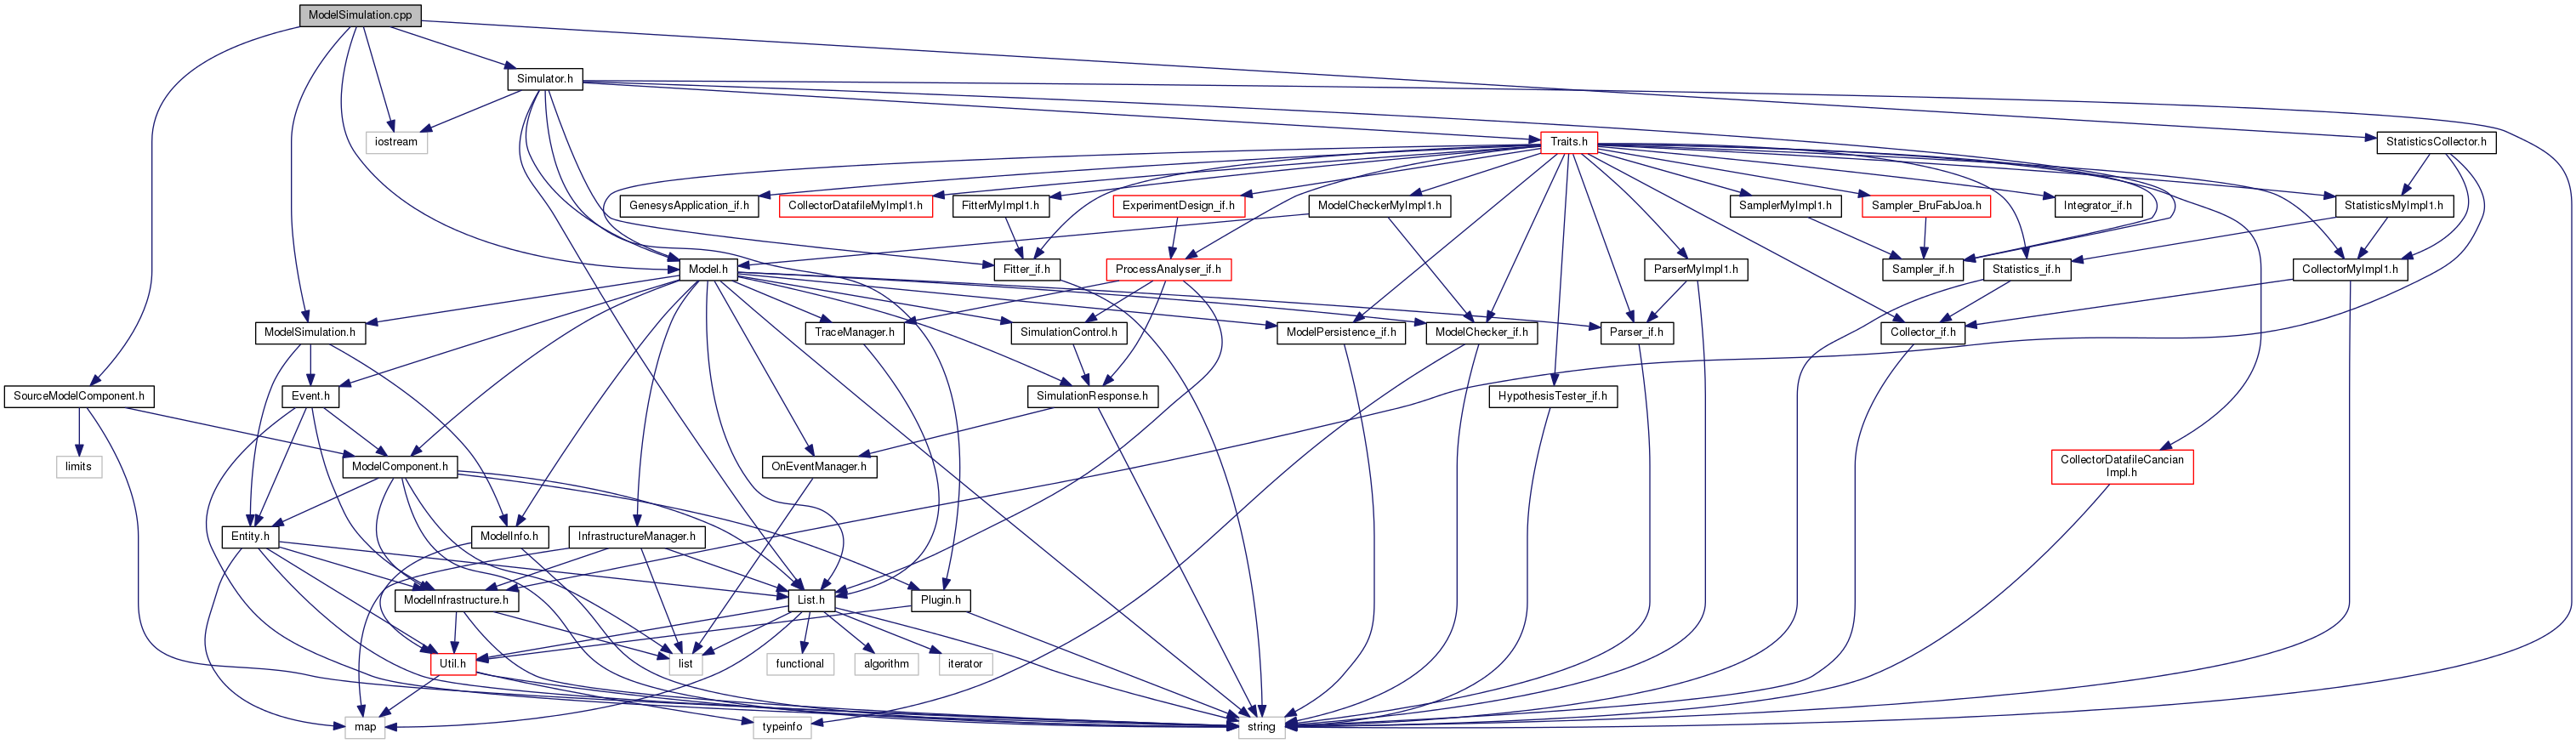 ModelSimulation.cpp
Simulator.h
iostream
Traits.h
StatisticsCollector.h
GenesysApplication_if.h
CollectorDatafileMyImpl1.h
FitterMyImpl1.h
ExperimentDesign_if.h
ModelCheckerMyImpl1.h
SamplerMyImpl1.h
Sampler_BruFabJoa.h
Integrator_if.h
StatisticsMyImpl1.h
Model.h
Fitter_if.h
ProcessAnalyser_if.h
ParserMyImpl1.h
Sampler_if.h
Statistics_if.h
CollectorMyImpl1.h
ModelSimulation.h
TraceManager.h
SimulationControl.h
ModelPersistence_if.h
ModelChecker_if.h
Parser_if.h
Collector_if.h
SourceModelComponent.h
Event.h
SimulationResponse.h
HypothesisTester_if.h
limits
ModelComponent.h
OnEventManager.h
CollectorDatafileCancian
Impl.h
Entity.h
ModelInfo.h
InfrastructureManager.h
ModelInfrastructure.h
List.h
Plugin.h
Util.h
list
functional
algorithm
iterator
map
typeinfo
string